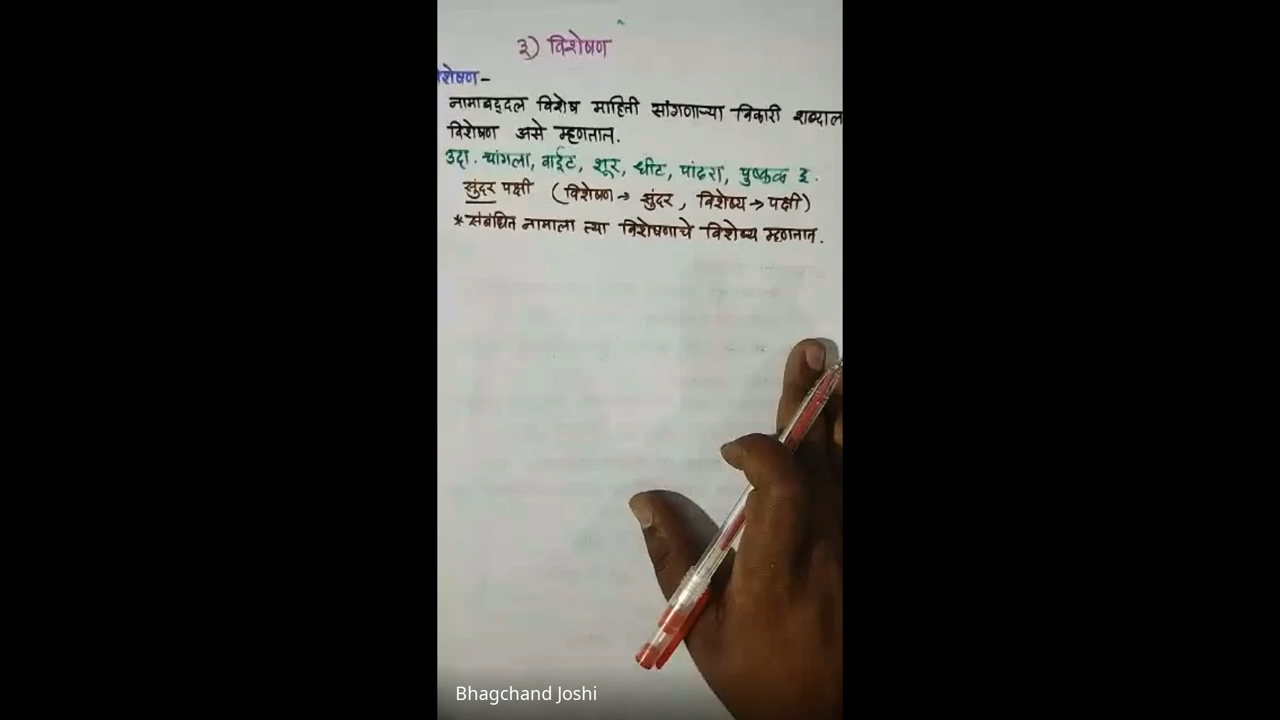 ३) विशेषण
विशेषण -
नामाबद्दल विशेष माहिती सांगणाऱ्या विकारी शब्दाल
विशेषण असे म्हणतात.
उदा. चांगला, वाईट, शूर, धीट, पांढरा, पुष्कळ इ.
सुंदर पक्षी (विशेषण → सुंदर, विशेष्य → पक्षी)
* संबंधित नामाला त्या विशेषणाचे विशेष्य म्हणतात.
Bhagchand Joshi